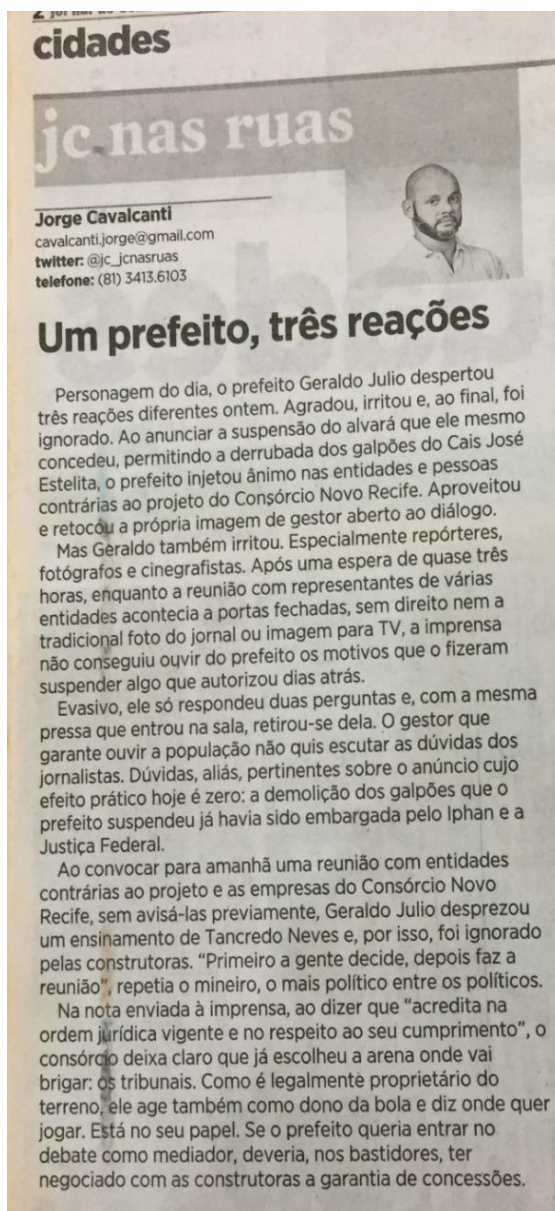 cidades
jc nas ruas
Jorge Cavalcanti
cavalcanti.jorge@gmail.com
twitter: @jc_jcnasruas
telefone: (81) 3413.6103
Um prefeito, três reações
Personagem do dia, o prefeito Geraldo Julio despertou
três reações diferentes ontem. Agradou, irritou e, ao final, foi
ignorado. Ao anunciar a suspensão do alvará que ele mesmo
concedeu, permitindo a derrubada dos galpões do Cais José
Estelita, o prefeito injetou ânimo nas entidades e pessoas
contrárias ao projeto do Consórcio Novo Recife. Aproveitou
e retocou a própria imagem de gestor aberto ao diálogo.
Mas Geraldo também irritou. Especialmente repórteres,
fotógrafos e cinegrafistas. Após uma espera de quase três
horas, enquanto a reunião com representantes de várias
entidades acontecia a portas fechadas, sem direito nem a
tradicional foto do jornal ou imagem para TV, a imprensa
não conseguiu ouvir do prefeito os motivos que o fizeram
suspender algo que autorizou dias atrás.
Evasivo, ele só respondeu duas perguntas e, com a mesma
pressa que entrou na sala, retirou-se dela. O gestor que
garante ouvir a população não quis escutar as dúvidas dos
jornalistas. Dúvidas, aliás, pertinentes sobre o anúncio cujo
efeito prático hoje é zero: a demolição dos galpões que o
prefeito suspendeu já havia sido embargada pelo Iphan e a
Justiça Federal.
Ao convocar para amanhã uma reunião com entidades
contrárias ao projeto e as empresas do Consórcio Novo
Recife, sem avisá-las previamente, Geraldo Julio desprezou
um ensinamento de Tancredo Neves e, por isso, foi ignorado
pelas construtoras. “Primeiro a gente decide, depois faz a
reunião”, repetia o mineiro, o mais político entre os políticos.
Na nota enviada à imprensa, ao dizer que “acredita na
ordem jurídica vigente e no respeito ao seu cumprimento”, o
consórcio deixa claro que já escolheu a arena onde vai
brigar: os tribunais. Como é legalmente proprietário do
terreno, ele age também como dono da bola e diz onde quer
jogar. Está no seu papel. Se o prefeito queria entrar no
debate como mediador, deveria, nos bastidores, ter
negociado com as construtoras a garantia de concessões.